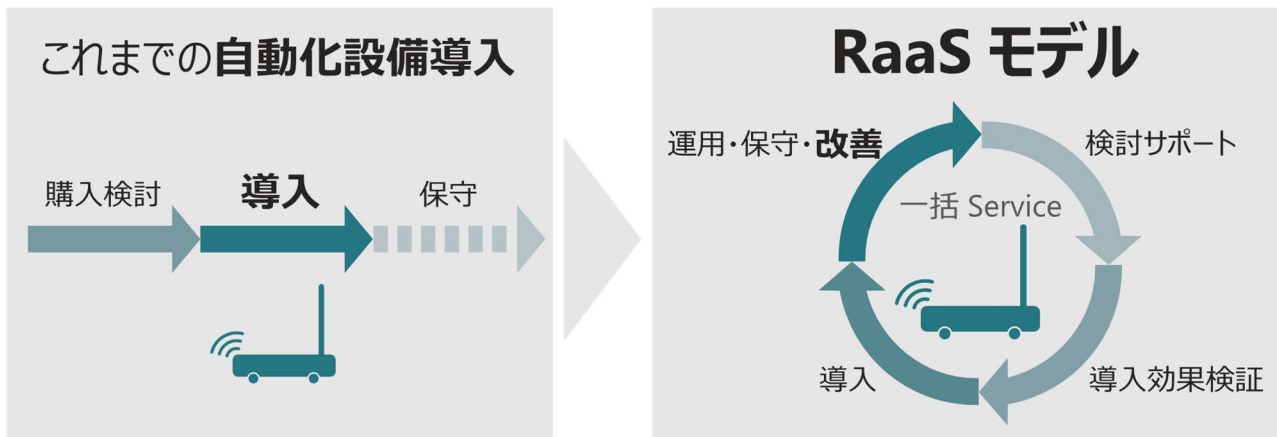 これまでの自動化設備導入
購入検討
導入
保守
RaaS モデル
運用・保守・改善
検討サポート
一括 Service
導入
導入効果検証